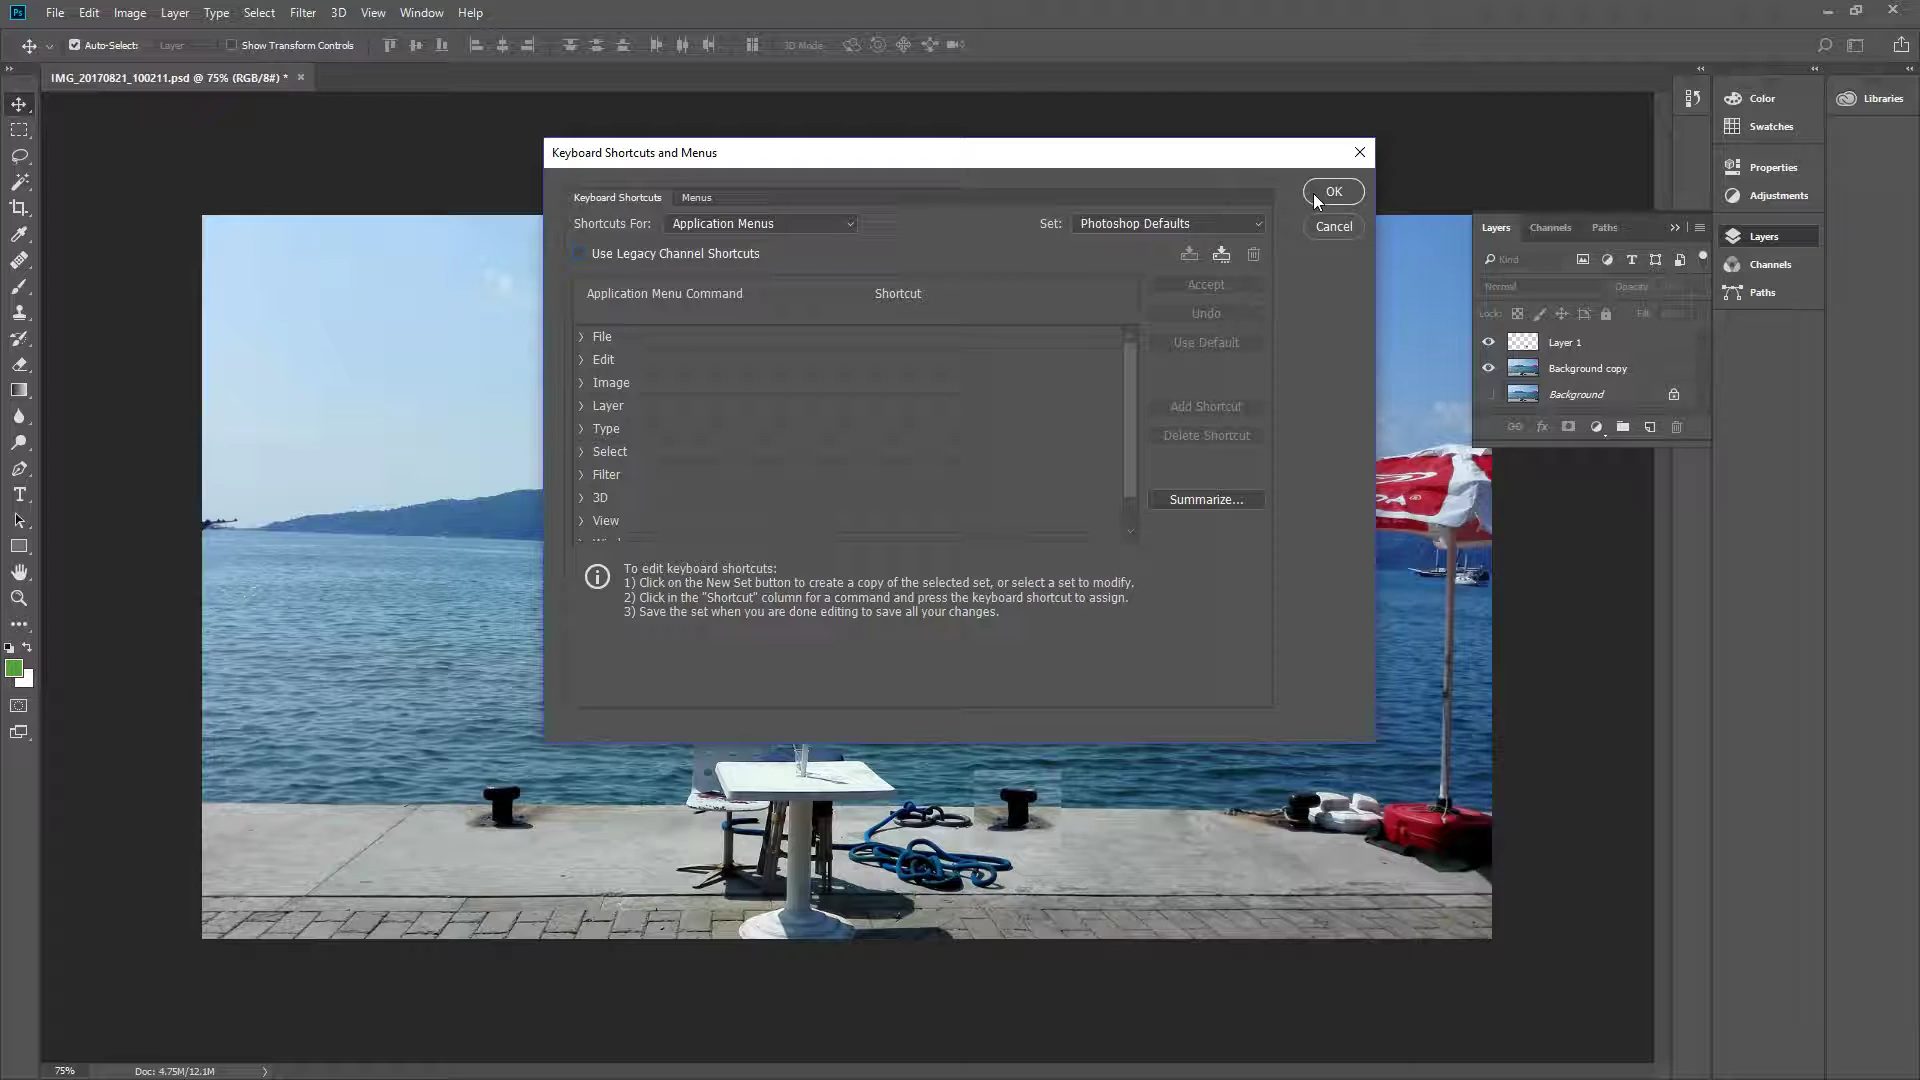 Ps File Edit Image Layer Type Select Filter 3D View Window Help
Auto-Select: Layer Show Transform Controls 3D Mode:
IMG_20170821_100211.psd @ 75% (RGB/8#) *
Keyboard Shortcuts and Menus
OK
Cancel
Keyboard Shortcuts Menus
Shortcuts For: Application Menus Set: Photoshop Defaults
Use Legacy Channel Shortcuts
Application Menu Command Shortcut
File
Edit
Image
Layer
Type
Select
Filter
3D
View
Accept
Undo
Use Default
Add Shortcut
Delete Shortcut
Summarize...
To edit keyboard shortcuts:
1) Click on the New Set button to create a copy of the selected set, or select a set to modify.
2) Click in the "Shortcut" column for a command and press the keyboard shortcut to assign.
3) Save the set when you are done editing to save all your changes.
Layers Channels Paths
Kind
Normal Opacity
Lock: Fill:
Layer 1
Background copy
Background
Color
Swatches
Properties
Adjustments
Layers
Channels
Paths
Libraries
75% Doc: 4.75M/12.1M